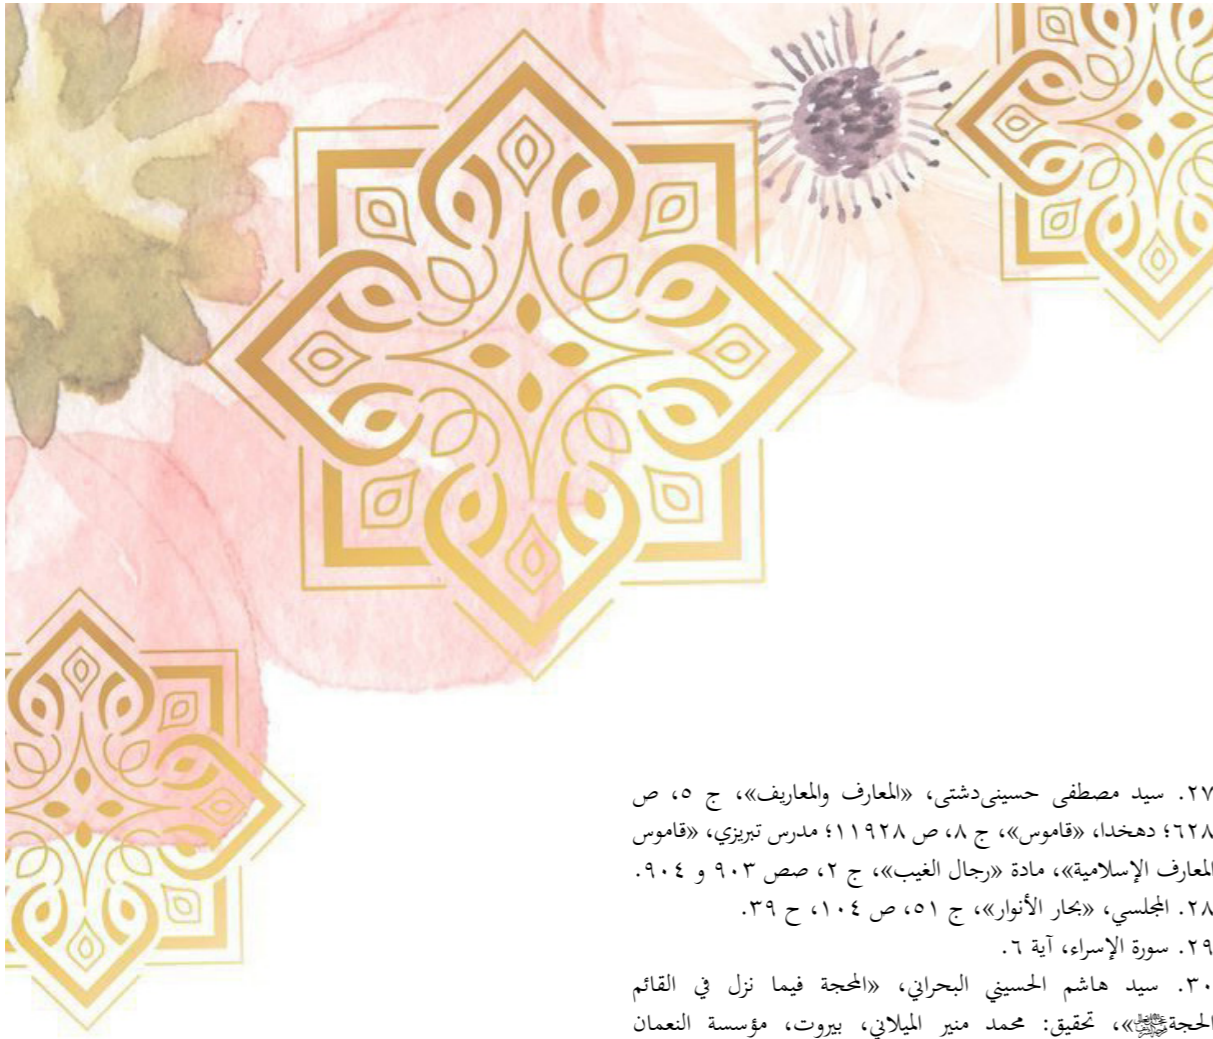 ٢٧. سيد مصطفى حسينى‌دشتى، «المعارف والمعاريف»، ج ٥، ص
٦٢٨؛ دهخدا، «قاموس»، ج ٨، ص ١١٩٢٨؛ مدرس تبريزي، «قاموس
المعارف الإسلامية»، مادة «رجال الغيب»، ج ٢، صص ٩٠٣ و ٩٠٤.
٢٨. المجلسي، «بحار الأنوار»، ج ٥١، ص ١٠٤، ح ٣٩.
٢٩. سورة الإسراء، آية ٦.
٣٠. سيد هاشم الحسيني البحراني، «المحجة فيما نزل في القائم
الحجة»، تحقيق: محمد منير الميلاني، بيروت، مؤسسة النعمان